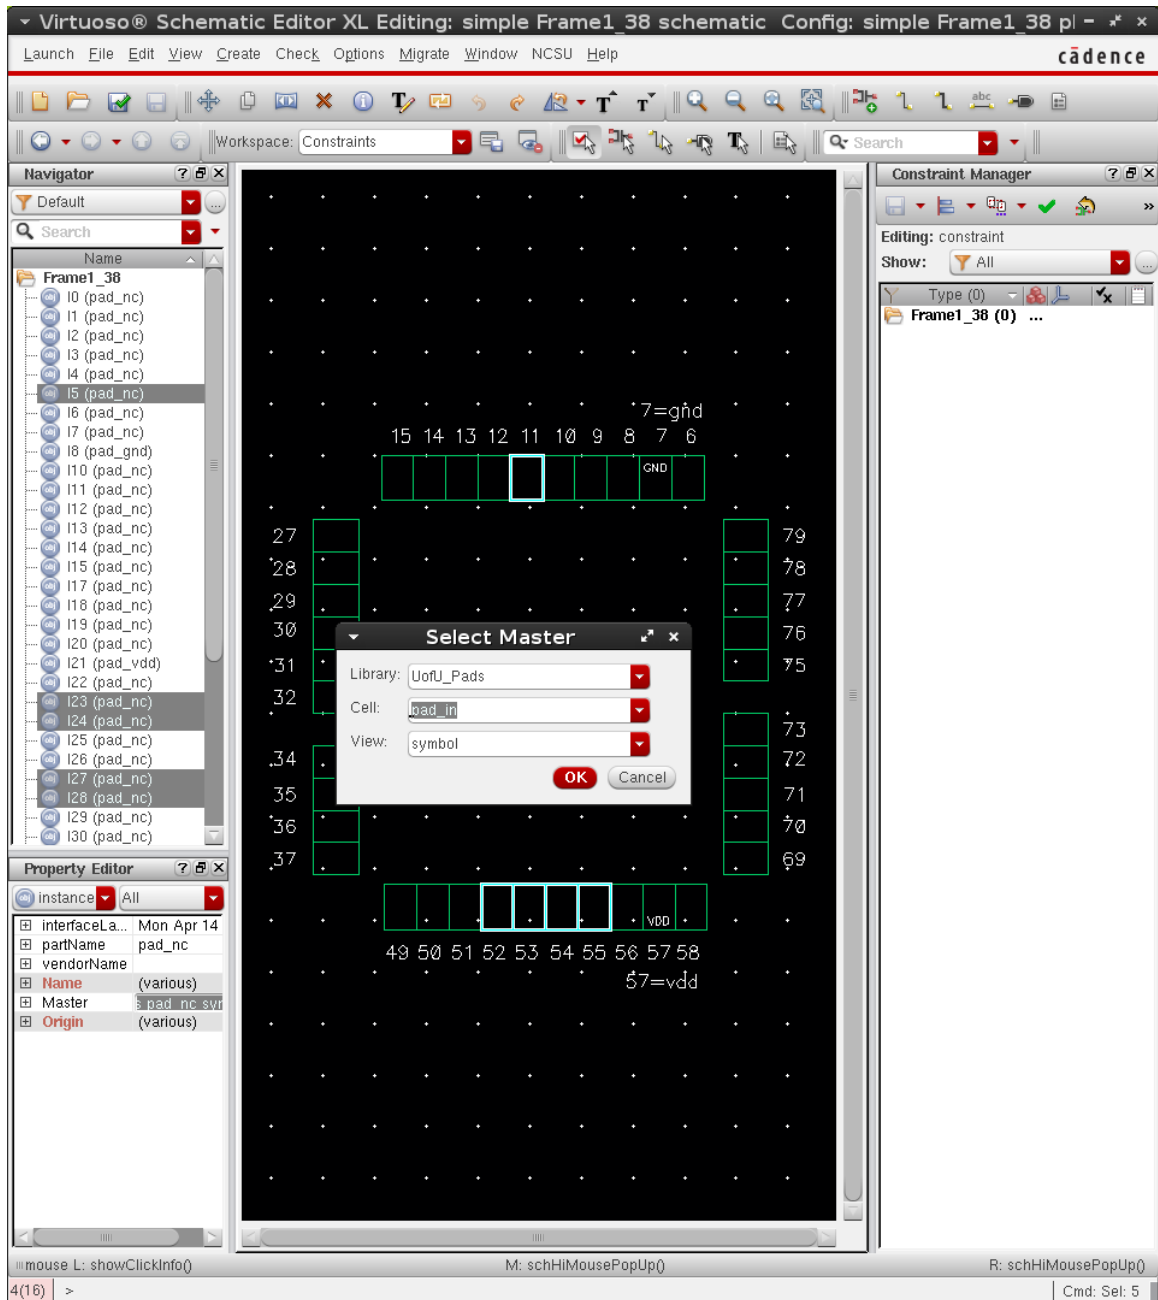 Virtuoso® Schematic Editor XL Editing: simple Frame1_38 schematic Config: simple Frame1_38
Launch File Edit View Create Check Options Migrate Window NCSU Help
cādence
abc
Workspace: Constraints
Search
Navigator
Default
Search
Name
Frame1_38
I0 (pad_nc)
I1 (pad_nc)
I2 (pad_nc)
I3 (pad_nc)
I4 (pad_nc)
I5 (pad_nc)
I6 (pad_nc)
I7 (pad_nc)
I8 (pad_gnd)
I10 (pad_nc)
I11 (pad_nc)
I12 (pad_nc)
I13 (pad_nc)
I14 (pad_nc)
I15 (pad_nc)
I17 (pad_nc)
I18 (pad_nc)
I19 (pad_nc)
I20 (pad_nc)
I21 (pad_vdd)
I22 (pad_nc)
I23 (pad_nc)
I24 (pad_nc)
I25 (pad_nc)
I26 (pad_nc)
I27 (pad_nc)
I28 (pad_nc)
I29 (pad_nc)
I30 (pad_nc)
Property Editor
instance All
interfaceLa... Mon Apr 14
partName pad_nc
vendorName
Name (various)
Master s pad_nc syr
Origin (various)
7=gnd
15 14 13 12 11 10 9 8 7 6
GND
27
28
29
30
31
32
34
35
36
37
79
78
77
76
75
73
72
71
70
69
Select Master
Library: UofU_Pads
Cell: pad_in
View: symbol
OK Cancel
VDD
49 50 51 52 53 54 55 56 57 58
57=vdd
Constraint Manager
Editing: constraint
Show: All
Type (0)
Frame1_38 (0) ...
mouse L: showClickInfo()
M: schHiMousePopUp()
R: schHiMousePopUp()
4(16) >
Cmd: Sel: 5